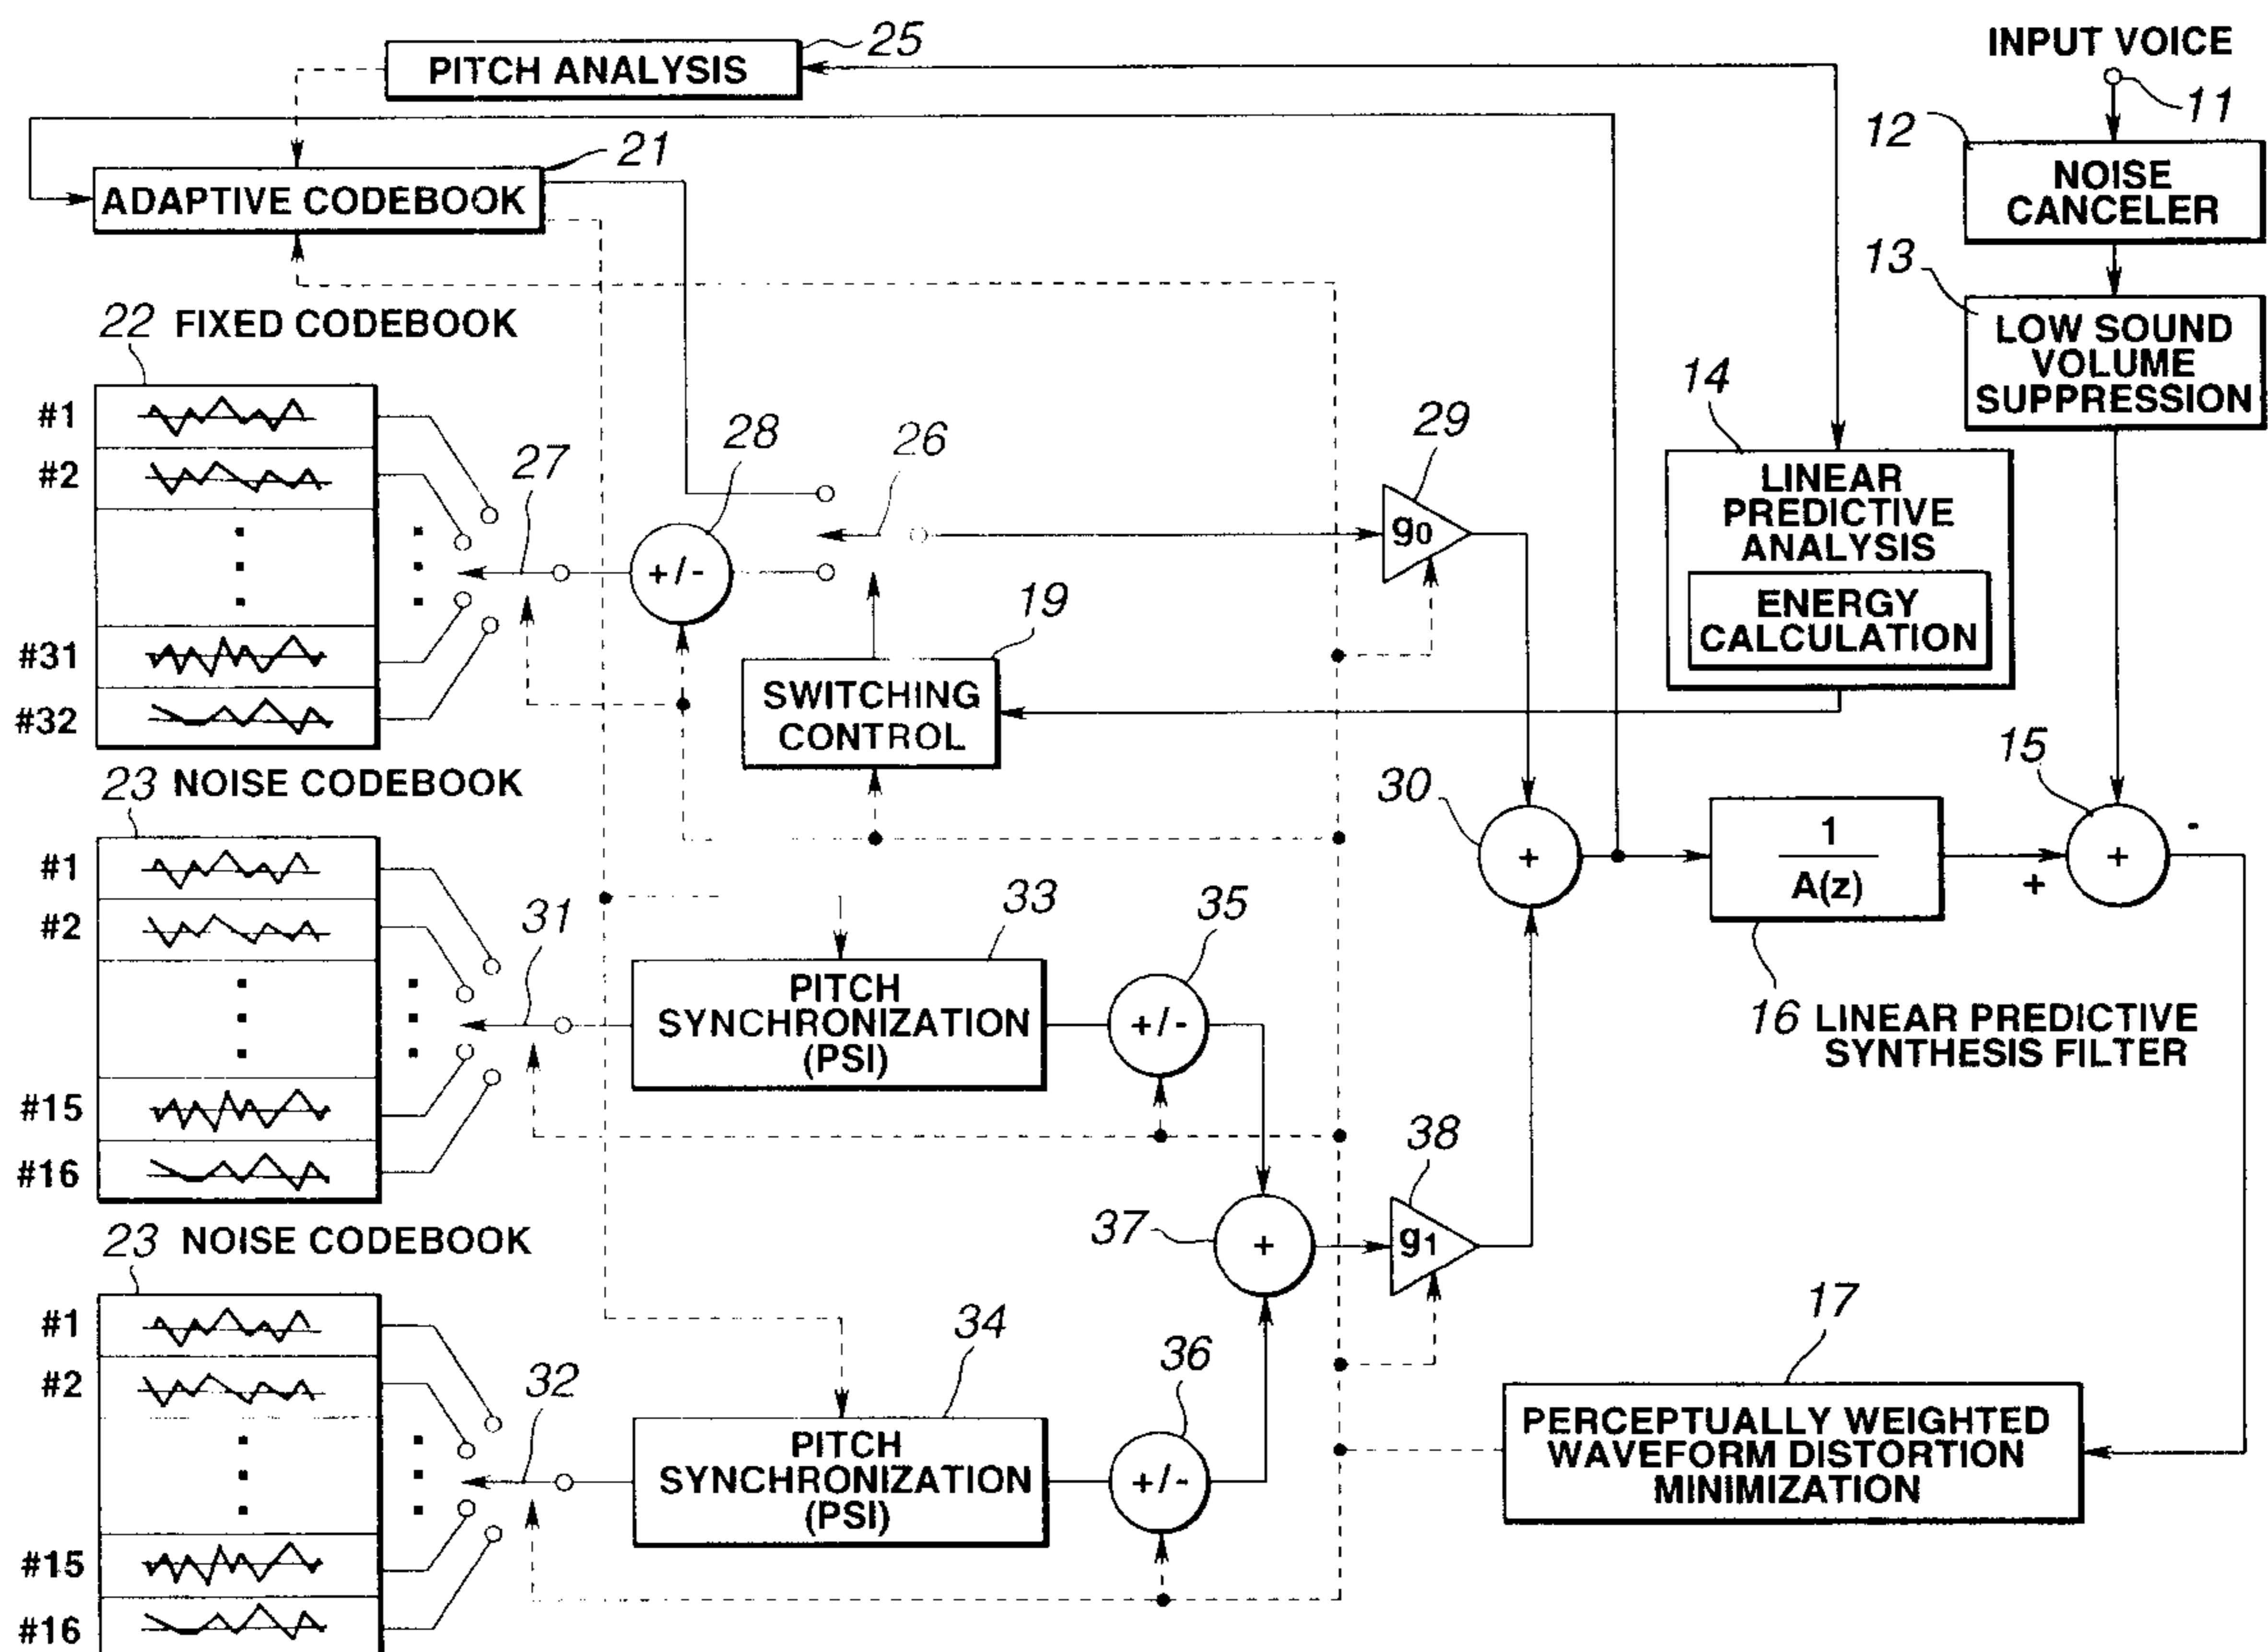 25
PITCH ANALYSIS
INPUT VOICE
11
12
NOISE
CANCELER
21
ADAPTIVE CODEBOOK
13
LOW SOUND
VOLUME
SUPPRESSION
22 FIXED CODEBOOK
#1
#2
#31
#32
27
28
+/-
26
29
g0
14
LINEAR
PREDICTIVE
ANALYSIS
ENERGY
CALCULATION
19
SWITCHING
CONTROL
15
+
-
+
30
+
1
A(z)
16 LINEAR PREDICTIVE
SYNTHESIS FILTER
23 NOISE CODEBOOK
#1
#2
#15
#16
31
33
PITCH
SYNCHRONIZATION
(PSI)
35
+/-
37
+
38
g1
23 NOISE CODEBOOK
#1
#2
#15
#16
32
34
PITCH
SYNCHRONIZATION
(PSI)
36
+/-
17
PERCEPTUALLY WEIGHTED
WAVEFORM DISTORTION
MINIMIZATION